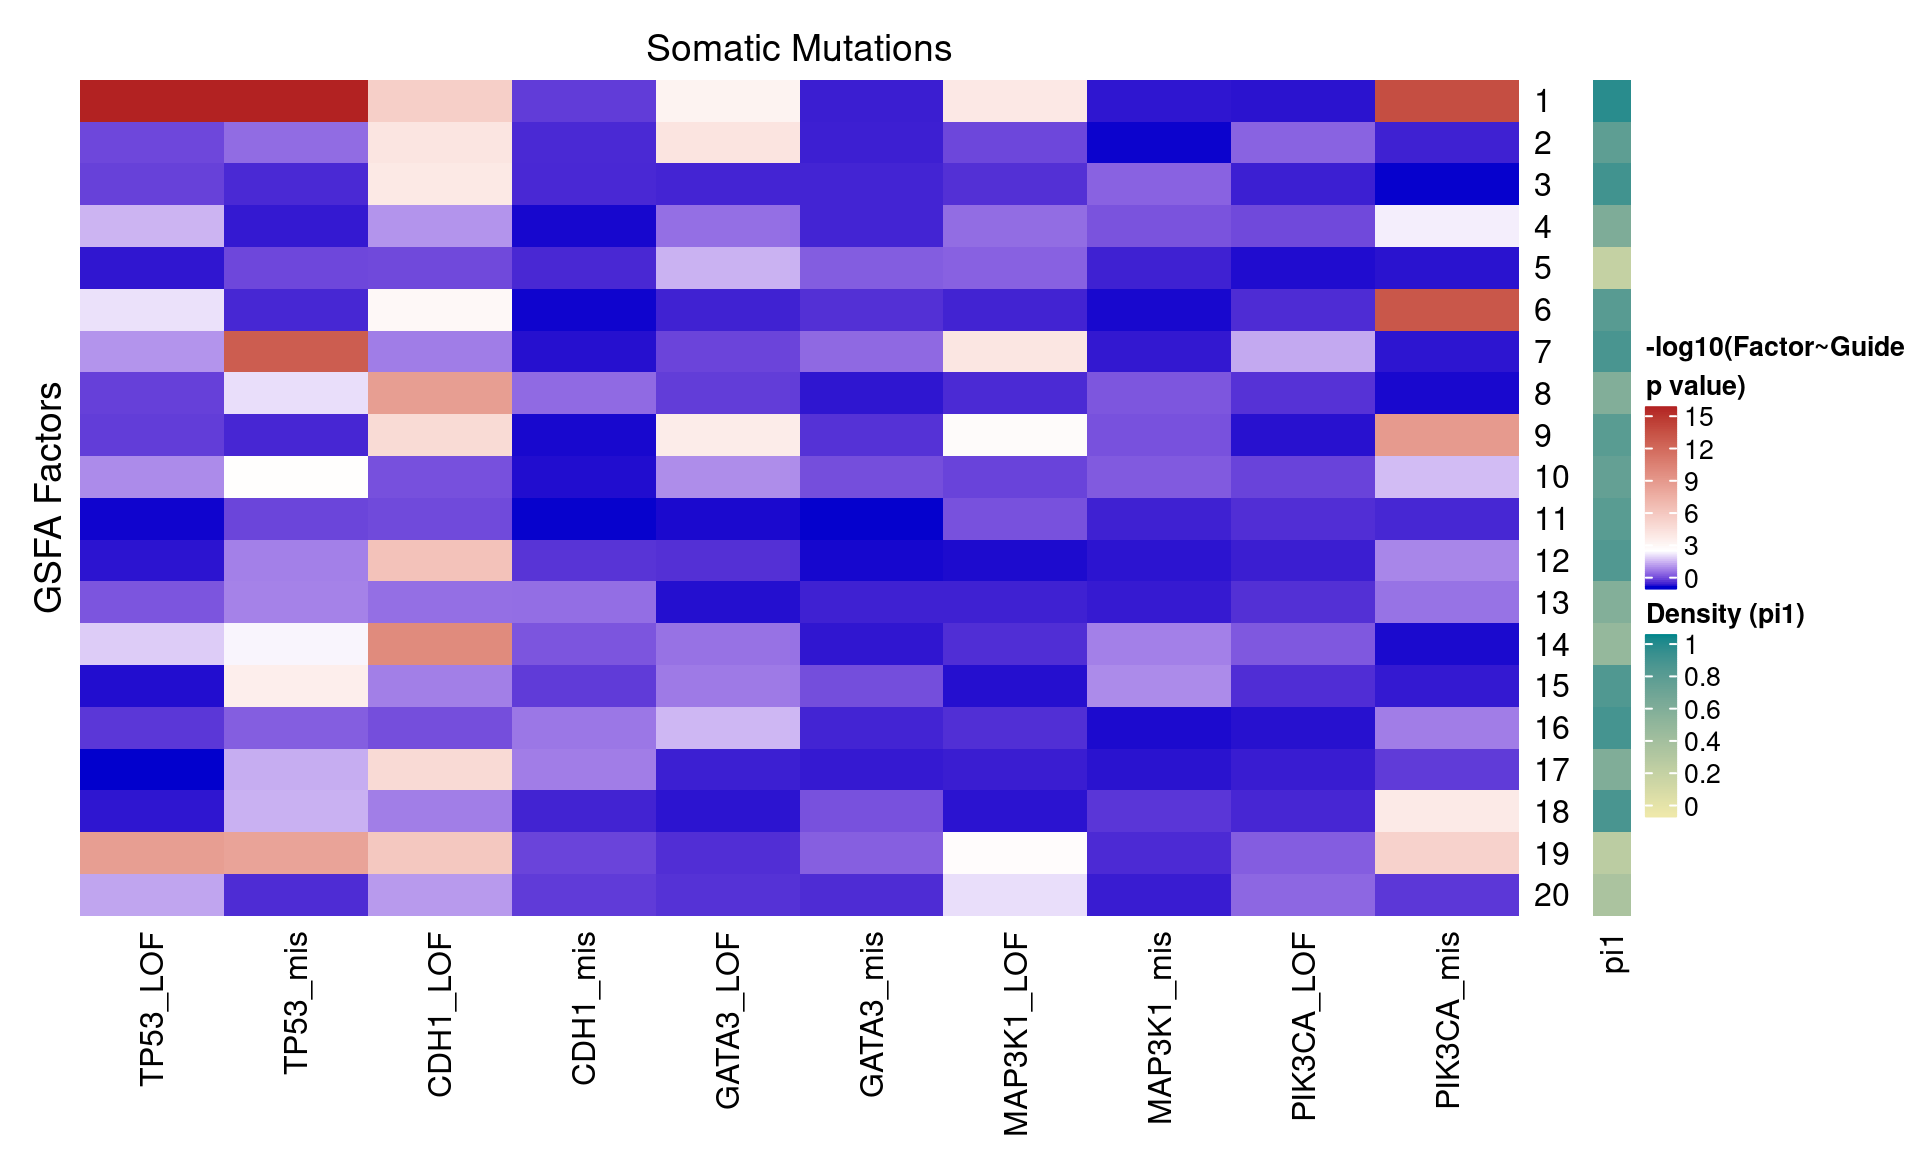 Somatic Mutations
GSFA Factors
1
2
3
4
5
6
7
8
9
10
11
12
13
14
15
16
17
18
19
20
TP53_LOF
TP53_mis
CDH1_LOF
CDH1_mis
GATA3_LOF
GATA3_mis
MAP3K1_LOF
MAP3K1_mis
PIK3CA_LOF
PIK3CA_mis
pi1
-log10(Factor~Guide
p value)
15
12
9
6
3
0
Density (pi1)
1
0.8
0.6
0.4
0.2
0